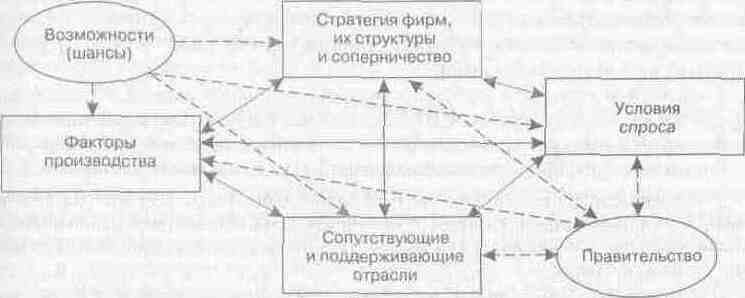 Возможности
(шансы)
Стратегия фирм,
их структуры
и соперничество
Факторы
производства
Условия
спроса
Сопутствующие
и поддерживающие
отрасли
Правительство